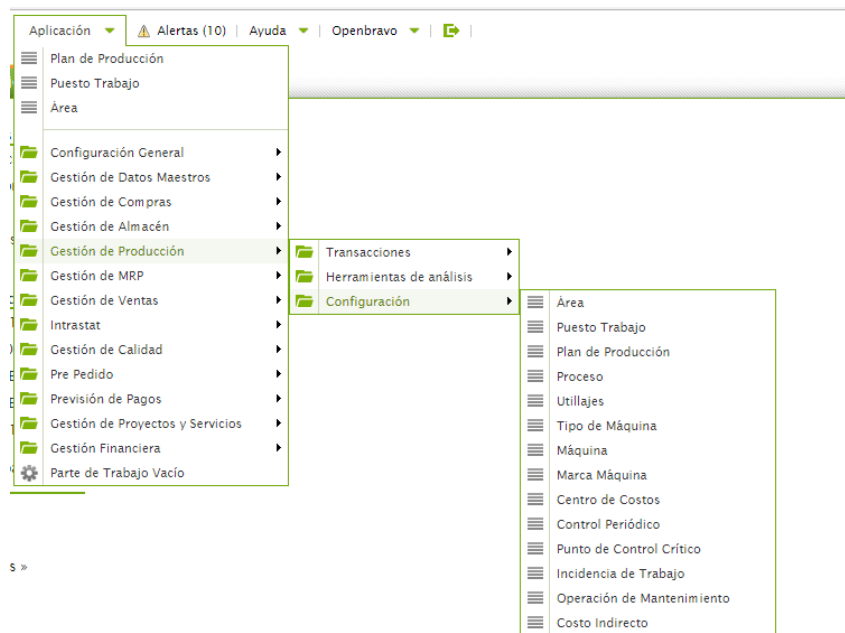 Aplicación
Alertas (10) | Ayuda | Openbravo
Plan de Producción
Puesto Trabajo
Área
Configuración General
Gestión de Datos Maestros
Gestión de Compras
Gestión de Almacén
Gestión de Producción
Gestión de MRP
Gestión de Ventas
Intrastat
Gestión de Calidad
Pre Pedido
Previsión de Pagos
Gestión de Proyectos y Servicios
Gestión Financiera
Parte de Trabajo Vacío
Transacciones
Herramientas de análisis
Configuración
Área
Puesto Trabajo
Plan de Producción
Proceso
Utillajes
Tipo de Máquina
Máquina
Marca Máquina
Centro de Costos
Control Periódico
Punto de Control Crítico
Incidencia de Trabajo
Operación de Mantenimiento
Costo Indirecto
s »